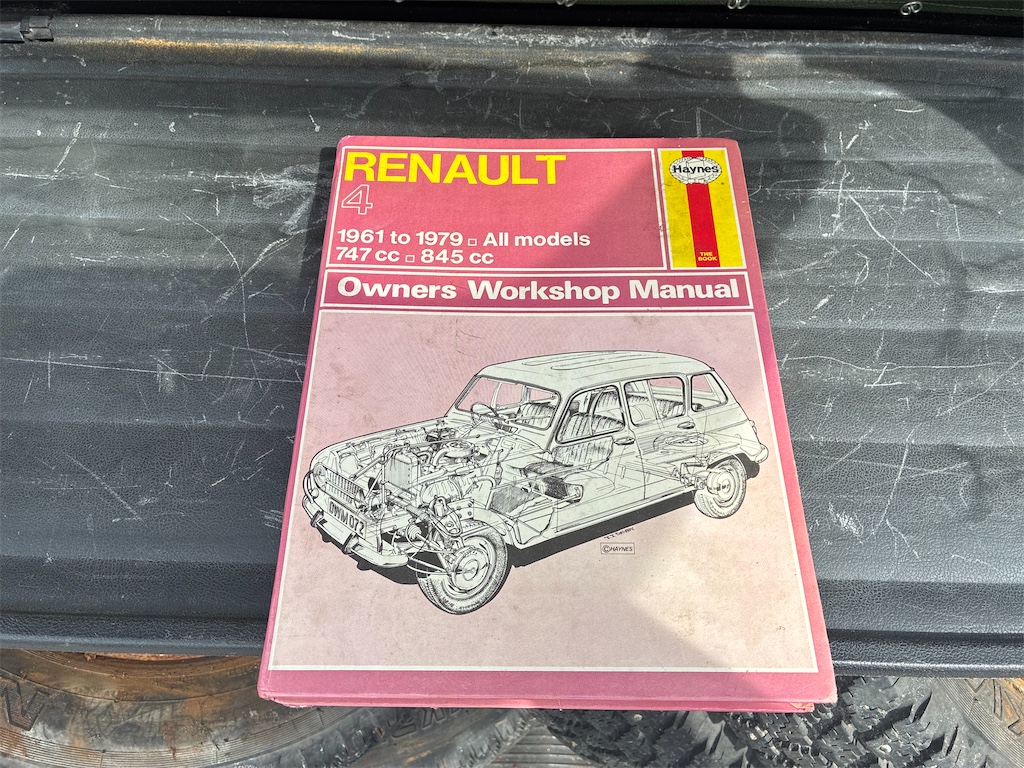 RENAULT
4
1961 to 1979 □ All models
747 cc □ 845 cc
Haynes
THE
BOOK
Owners Workshop Manual
©HAYNES